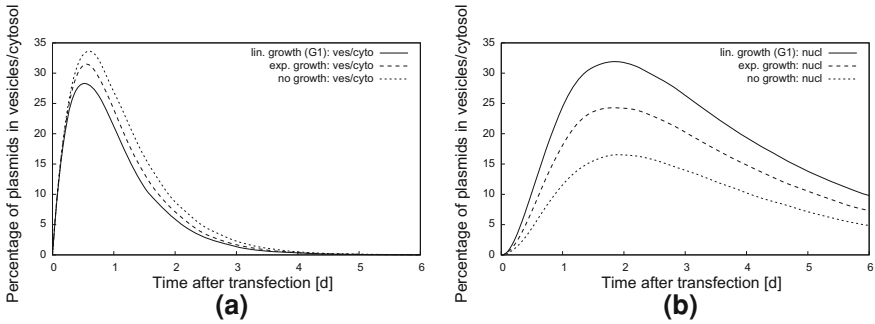 Percentage of plasmids in vesicles/cytosol
35
30
25
20
15
10
5
0
lin. growth (G1): ves/cyto
exp. growth: ves/cyto
no growth: ves/cyto
0 1 2 3 4 5 6
Time after transfection [d]
(a)
Percentage of plasmids in vesicles/cytosol
35
30
25
20
15
10
5
0
lin. growth (G1): nucl
exp. growth: nucl
no growth: nucl
0 1 2 3 4 5 6
Time after transfection [d]
(b)